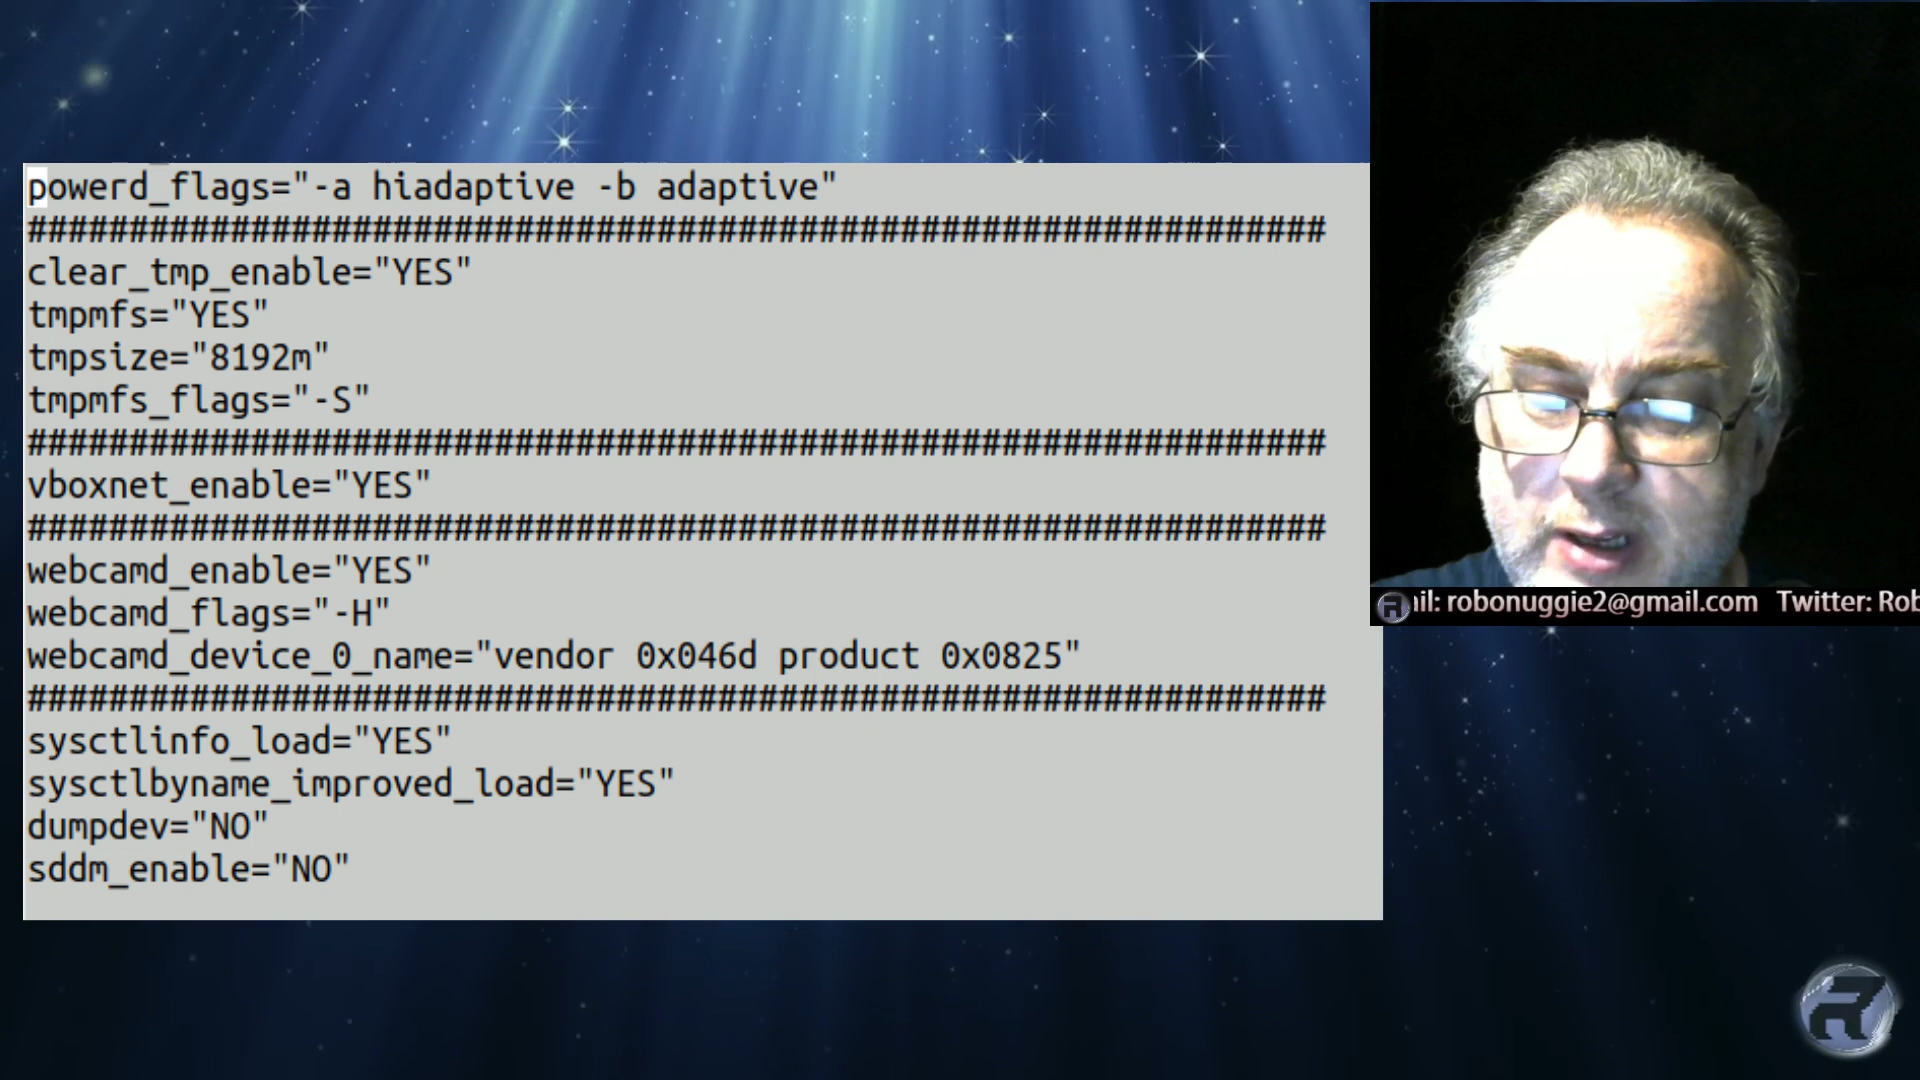 powerd_flags="-a hiadaptive -b adaptive"
################################################################
clear_tmp_enable="YES"
tmpmfs="YES"
tmpsize="8192m"
tmpmfs_flags="-S"
################################################################
vboxnet_enable="YES"
################################################################
webcamd_enable="YES"
webcamd_flags="-H"
webcamd_device_0_name="vendor 0x046d product 0x0825"
################################################################
sysctlinfo_load="YES"
sysctlbyname_improved_load="YES"
dumpdev="NO"
sddm_enable="NO"
il: robonuggie2@gmail.com Twitter: Rob
R